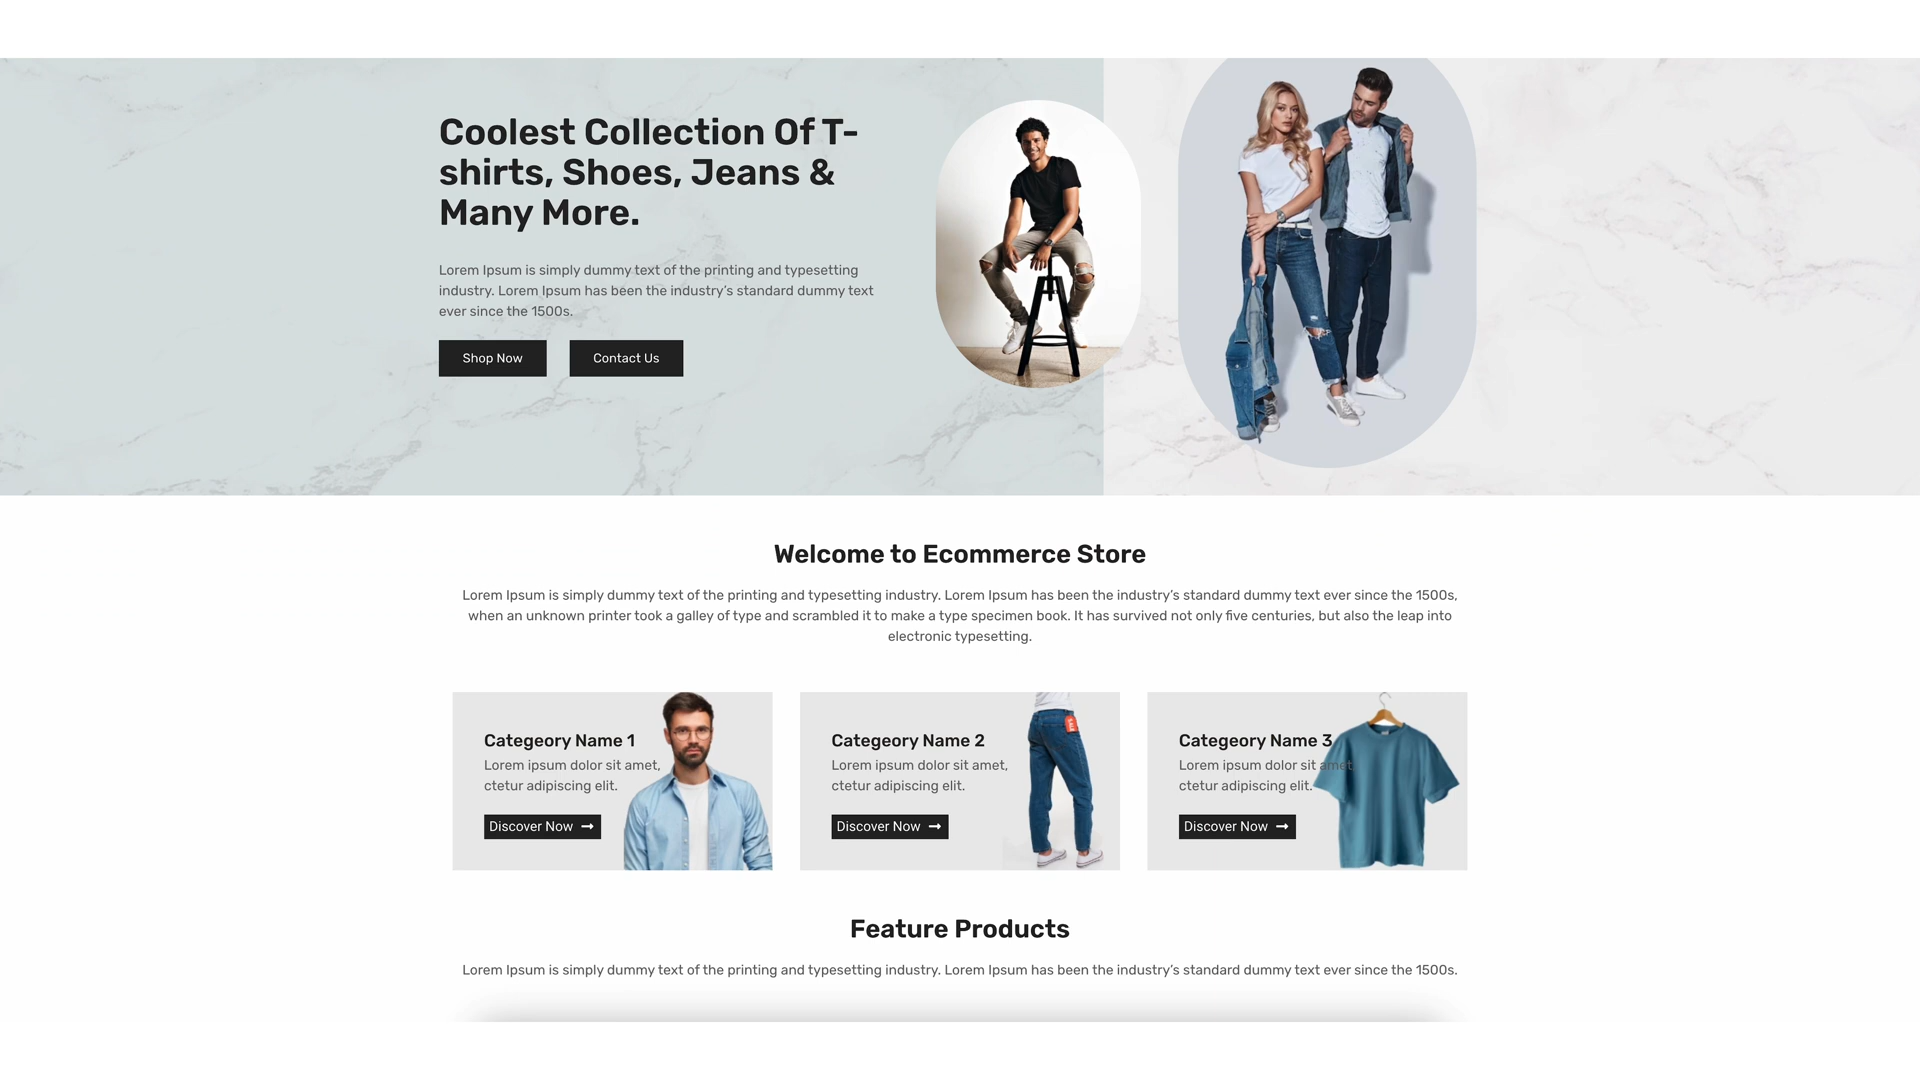 Coolest Collection Of T-
shirts, Shoes, Jeans &
Many More.
Lorem Ipsum is simply dummy text of the printing and typesetting
industry. Lorem Ipsum has been the industry's standard dummy text
ever since the 1500s.
Shop Now
Contact Us
Welcome to Ecommerce Store
Lorem Ipsum is simply dummy text of the printing and typesetting industry. Lorem Ipsum has been the industry's standard dummy text ever since the 1500s,
when an unknown printer took a galley of type and scrambled it to make a type specimen book. It has survived not only five centuries, but also the leap into
electronic typesetting.
Categeory Name 1
Lorem ipsum dolor sit amet,
ctetur adipiscing elit.
Discover Now
Categeory Name 2
Lorem ipsum dolor sit amet,
ctetur adipiscing elit.
Discover Now
SALE
Categeory Name 3
Lorem ipsum dolor sit amet,
ctetur adipiscing elit.
Discover Now
Feature Products
Lorem Ipsum is simply dummy text of the printing and typesetting industry. Lorem Ipsum has been the industry's standard dummy text ever since the 1500s.